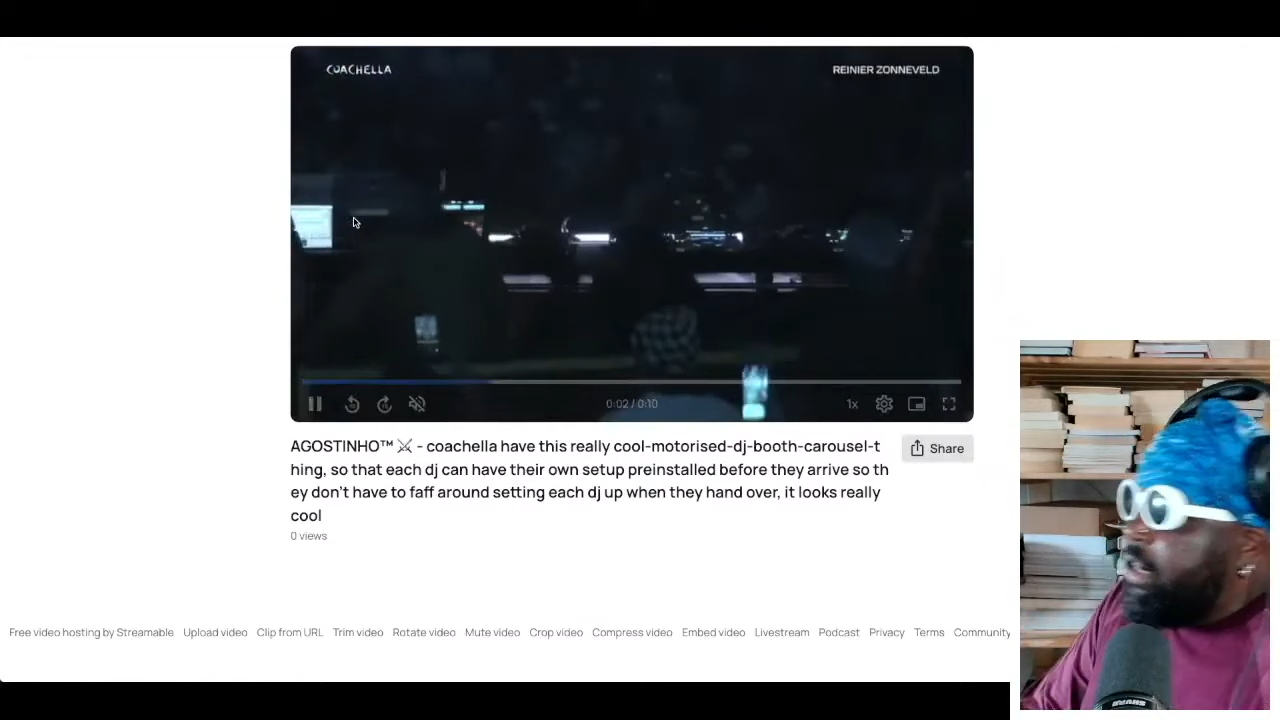 COACHELLA
REINIER ZONNEVELD
0:02 / 0:10
1x
AGOSTINHO™ ⚔ - coachella have this really cool-motorised-dj-booth-carousel-t
hing, so that each dj can have their own setup preinstalled before they arrive so th
ey don't have to faff around setting each dj up when they hand over, it looks really
cool
Share
0 views
Free video hosting by Streamable Upload video Clip from URL Trim video Rotate video Mute video Crop video Compress video Embed video Livestream Podcast Privacy Terms Community
SHURE